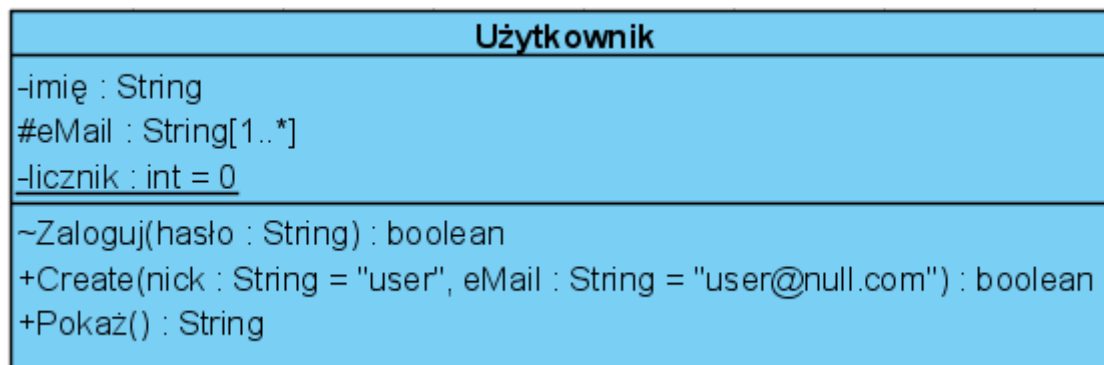 Użytkownik
-imię : String
#eMail : String[1..*]
-licznik : int = 0
~Zaloguj(hasło : String) : boolean
+Create(nick : String = "user", eMail : String = "user@null.com") : boolean
+Pokaż() : String